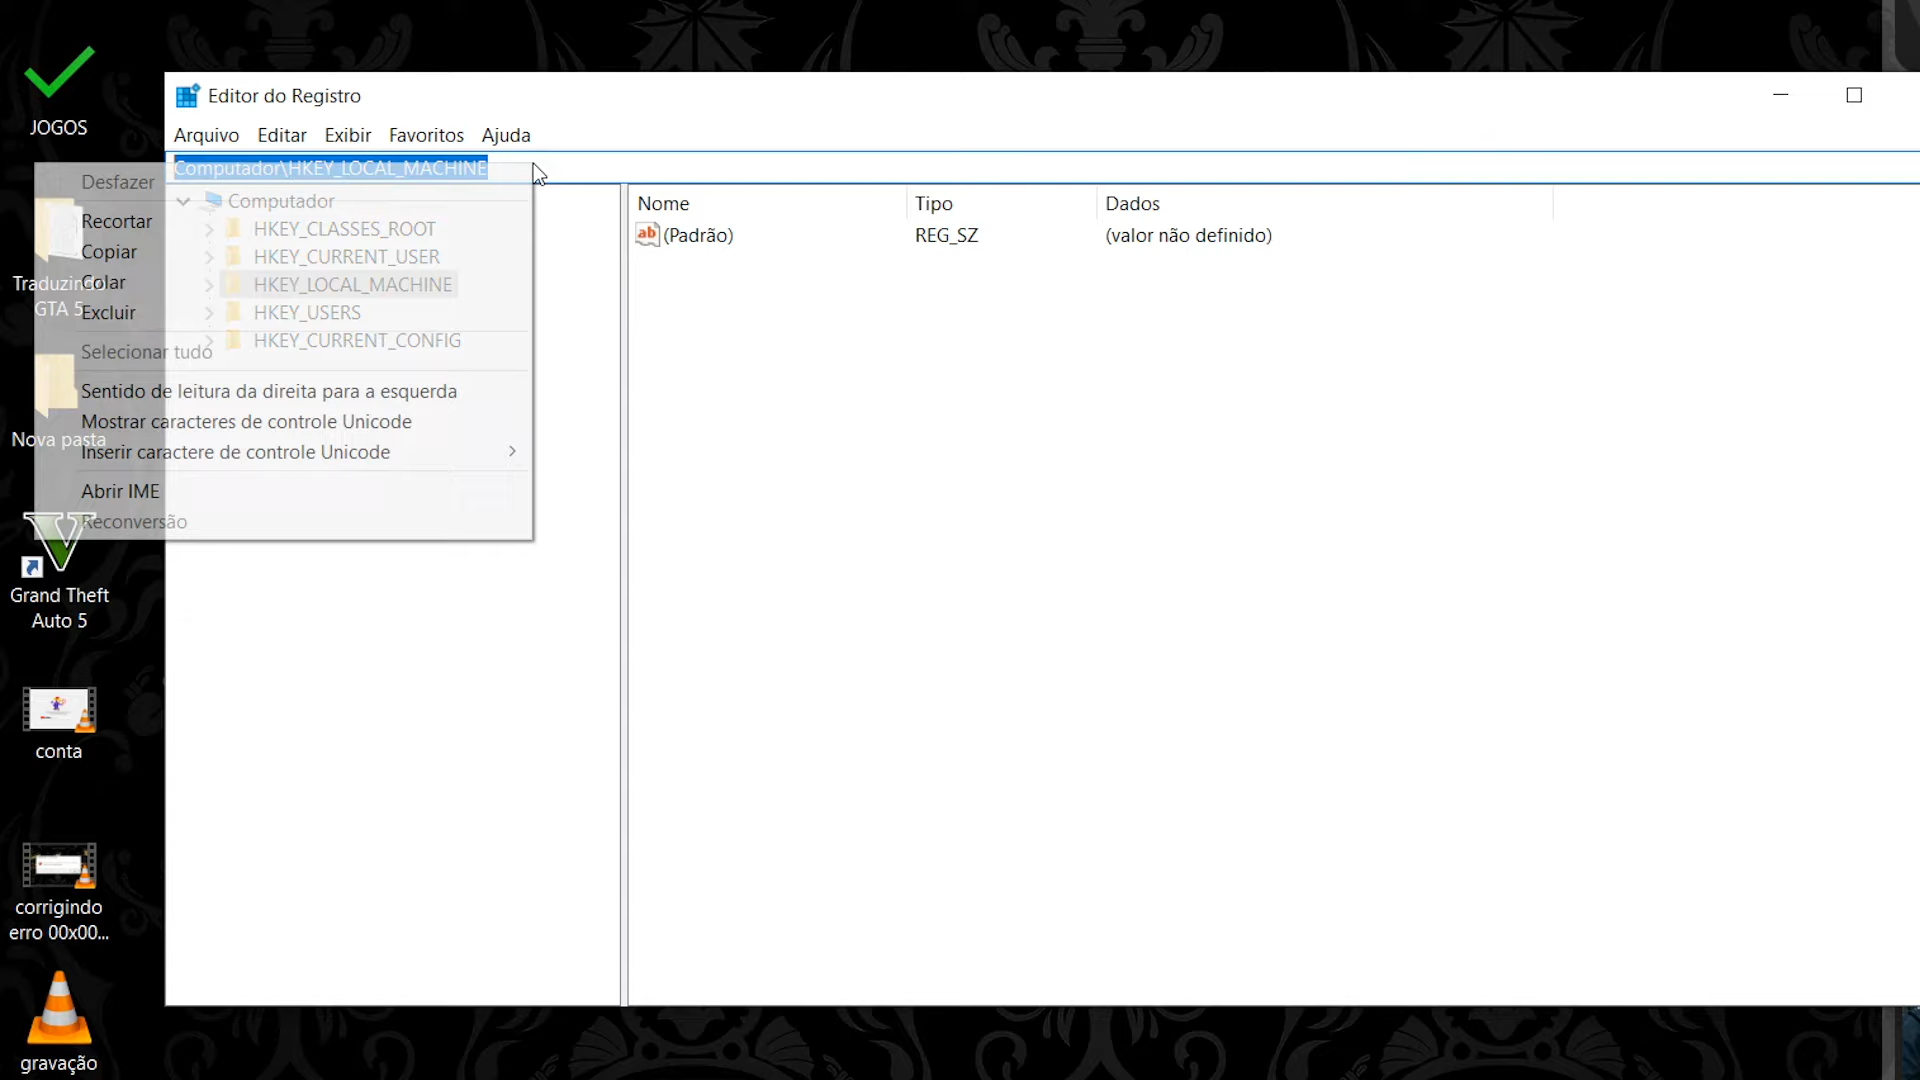 JOGOS
Traduzindo
GTA 5
Nova pasta
Grand Theft
Auto 5
conta
corrigindo
erro 00x00...
gravação
Editor do Registro
Arquivo Editar Exibir Favoritos Ajuda
Computador\HKEY_LOCAL_MACHINE
Computador
HKEY_CLASSES_ROOT
HKEY_CURRENT_USER
HKEY_LOCAL_MACHINE
HKEY_USERS
HKEY_CURRENT_CONFIG
Desfazer
Recortar
Copiar
Colar
Excluir
Selecionar tudo
Sentido de leitura da direita para a esquerda
Mostrar caracteres de controle Unicode
Inserir caractere de controle Unicode
Abrir IME
Reconversão
Nome Tipo Dados
ab (Padrão) REG_SZ (valor não definido)